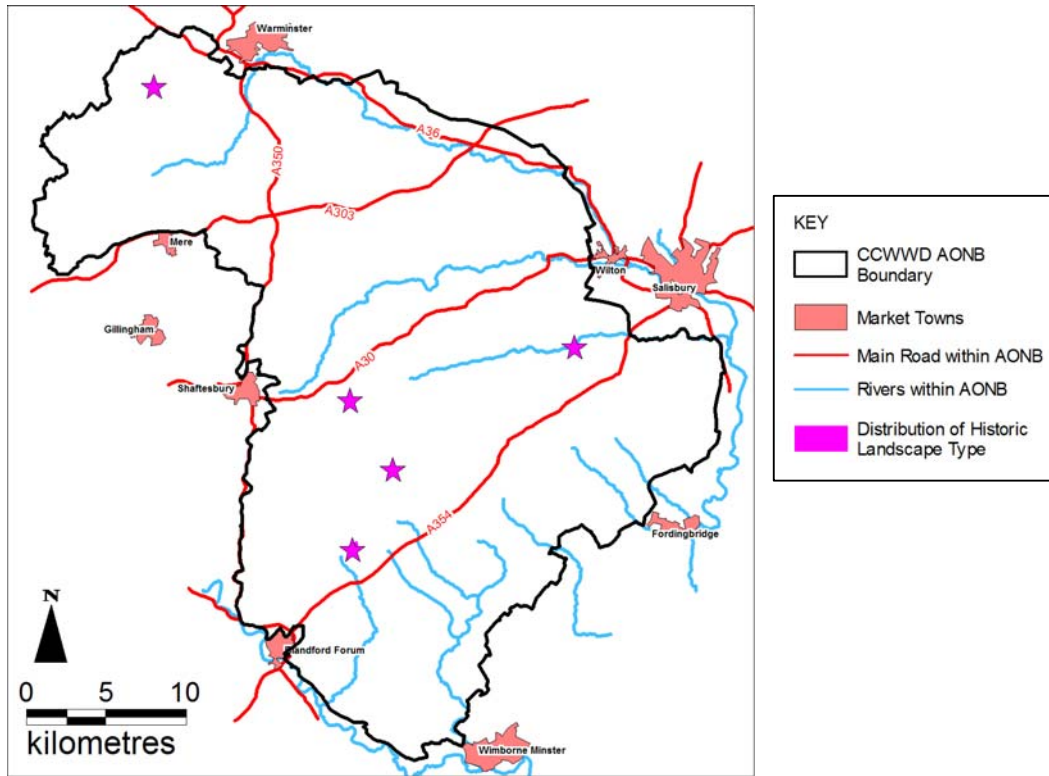 Warminster
A36
A350
A303
Mere
Wilton
Salisbury
Gillingham
A30
Shaftesbury
A354
Fordingbridge
N
Blandford Forum
0 5 10
kilometres
Wimborne Minster
KEY
CCWWD AONB
Boundary
Market Towns
Main Road within AONB
Rivers within AONB
Distribution of Historic
Landscape Type